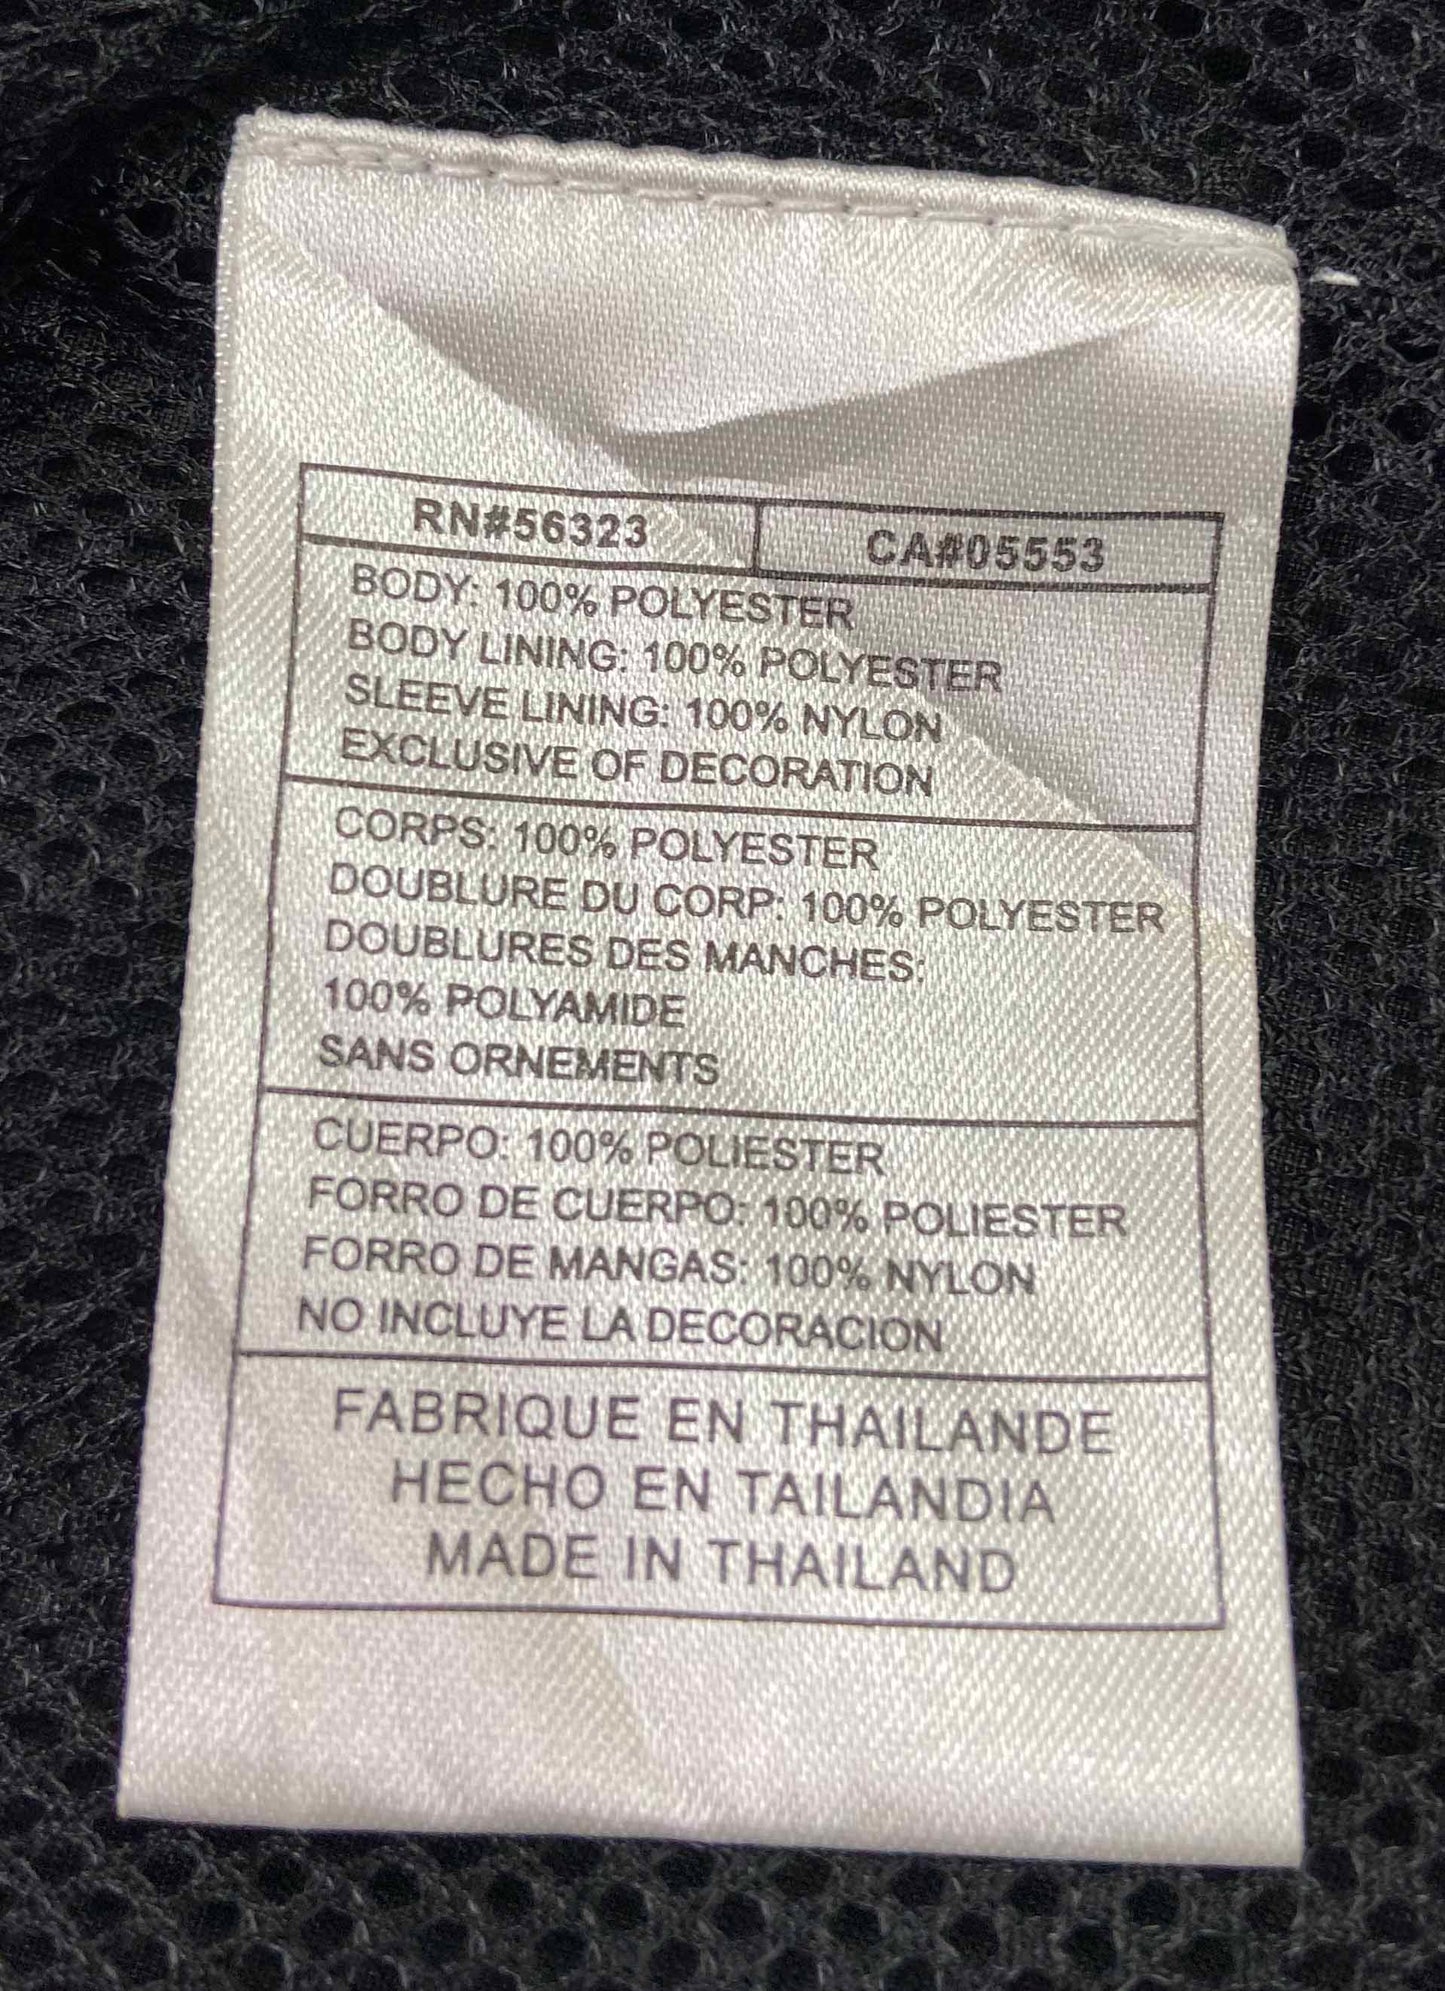 RN#56323 CA#05553
BODY: 100% POLYESTER
BODY LINING: 100% POLYESTER
SLEEVE LINING: 100% NYLON
EXCLUSIVE OF DECORATION
CORPS: 100% POLYESTER
DOUBLURE DU CORP: 100% POLYESTER
DOUBLURES DES MANCHES:
100% POLYAMIDE
SANS ORNEMENTS
CUERPO: 100% POLIESTER
FORRO DE CUERPO: 100% POLIESTER
FORRO DE MANGAS: 100% NYLON
NO INCLUYE LA DECORACION
FABRIQUE EN THAILANDE
HECHO EN TAILANDIA
MADE IN THAILAND